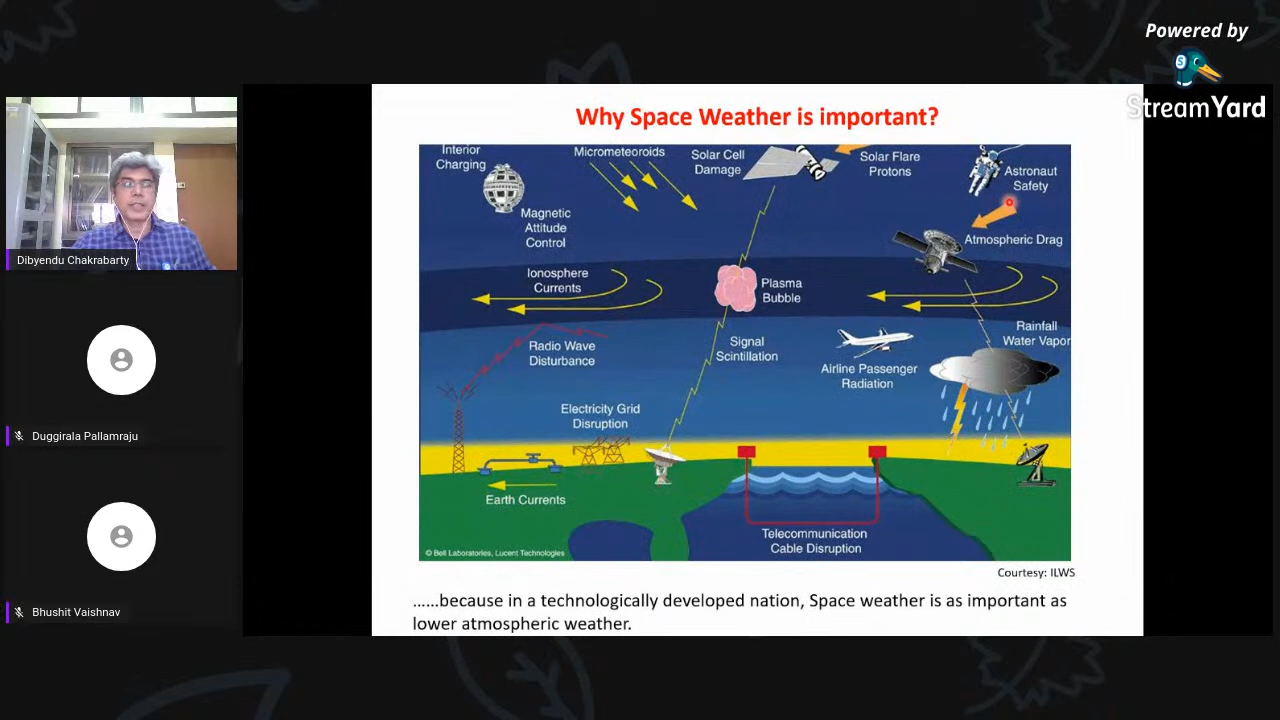 Powered by
StreamYard
Why Space Weather is important?
Interior
Charging
Micrometeoroids
Solar Cell
Damage
Solar Flare
Protons
Astronaut
Safety
Magnetic
Attitude
Control
Atmospheric Drag
Ionosphere
Currents
Plasma
Bubble
Radio Wave
Disturbance
Signal
Scintillation
Airline Passenger
Radiation
Rainfall
Water Vapor
Electricity Grid
Disruption
Earth Currents
Telecommunication
Cable Disruption
© Bell Laboratories, Lucent Technologies
Courtesy: ILWS
......because in a technologically developed nation, Space weather is as important as
lower atmospheric weather.
Dibyendu Chakrabarty
Duggirala Pallamraju
Bhushit Vaishnav